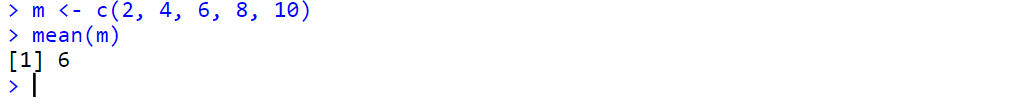 > m <- c(2, 4, 6, 8, 10)
> mean(m)
[1] 6
>